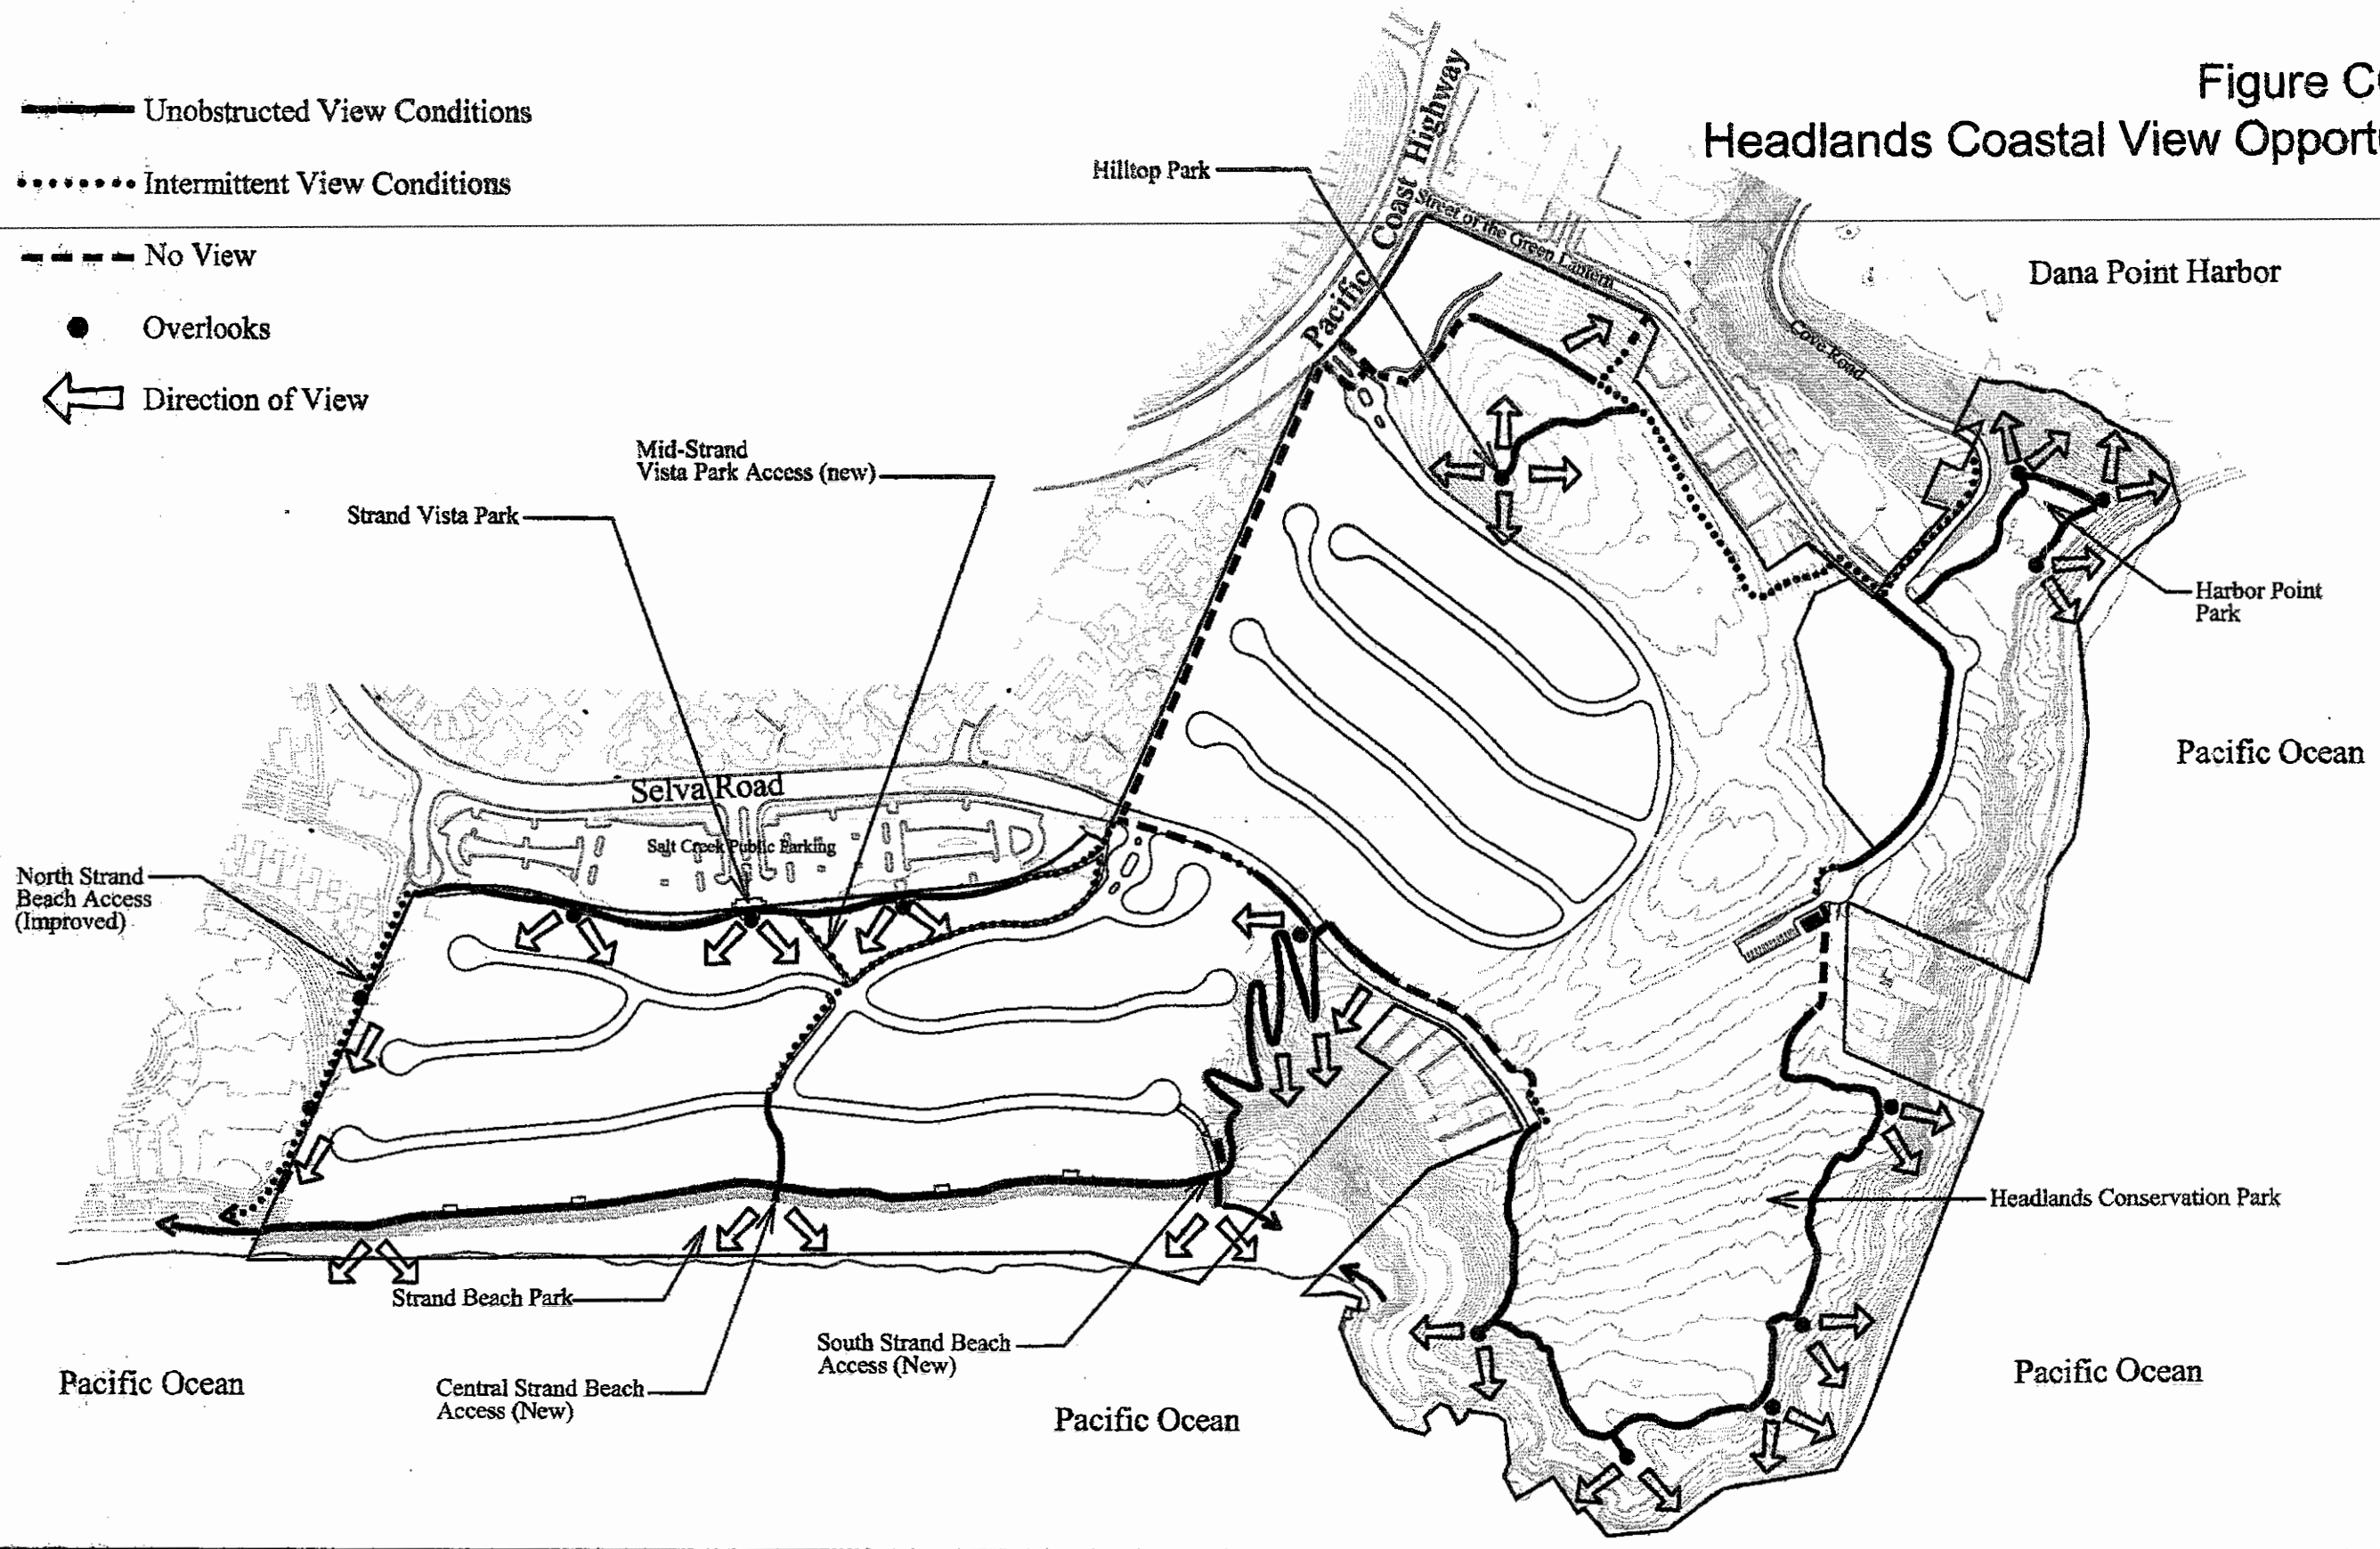 Figure C
Headlands Coastal View Opport
Unobstructed View Conditions
Intermittent View Conditions
No View
Overlooks
Direction of View
Hilltop Park
Pacific Coast Highway
Street of the Green Lantern
Dana Point Harbor
Cove Road
Mid-Strand
Vista Park Access (new)
Strand Vista Park
Harbor Point
Park
Pacific Ocean
Selva Road
Salt Creek Public Parking
North Strand
Beach Access
(Improved)
Headlands Conservation Park
Strand Beach Park
South Strand Beach
Access (New)
Central Strand Beach
Access (New)
Pacific Ocean
Pacific Ocean
Pacific Ocean